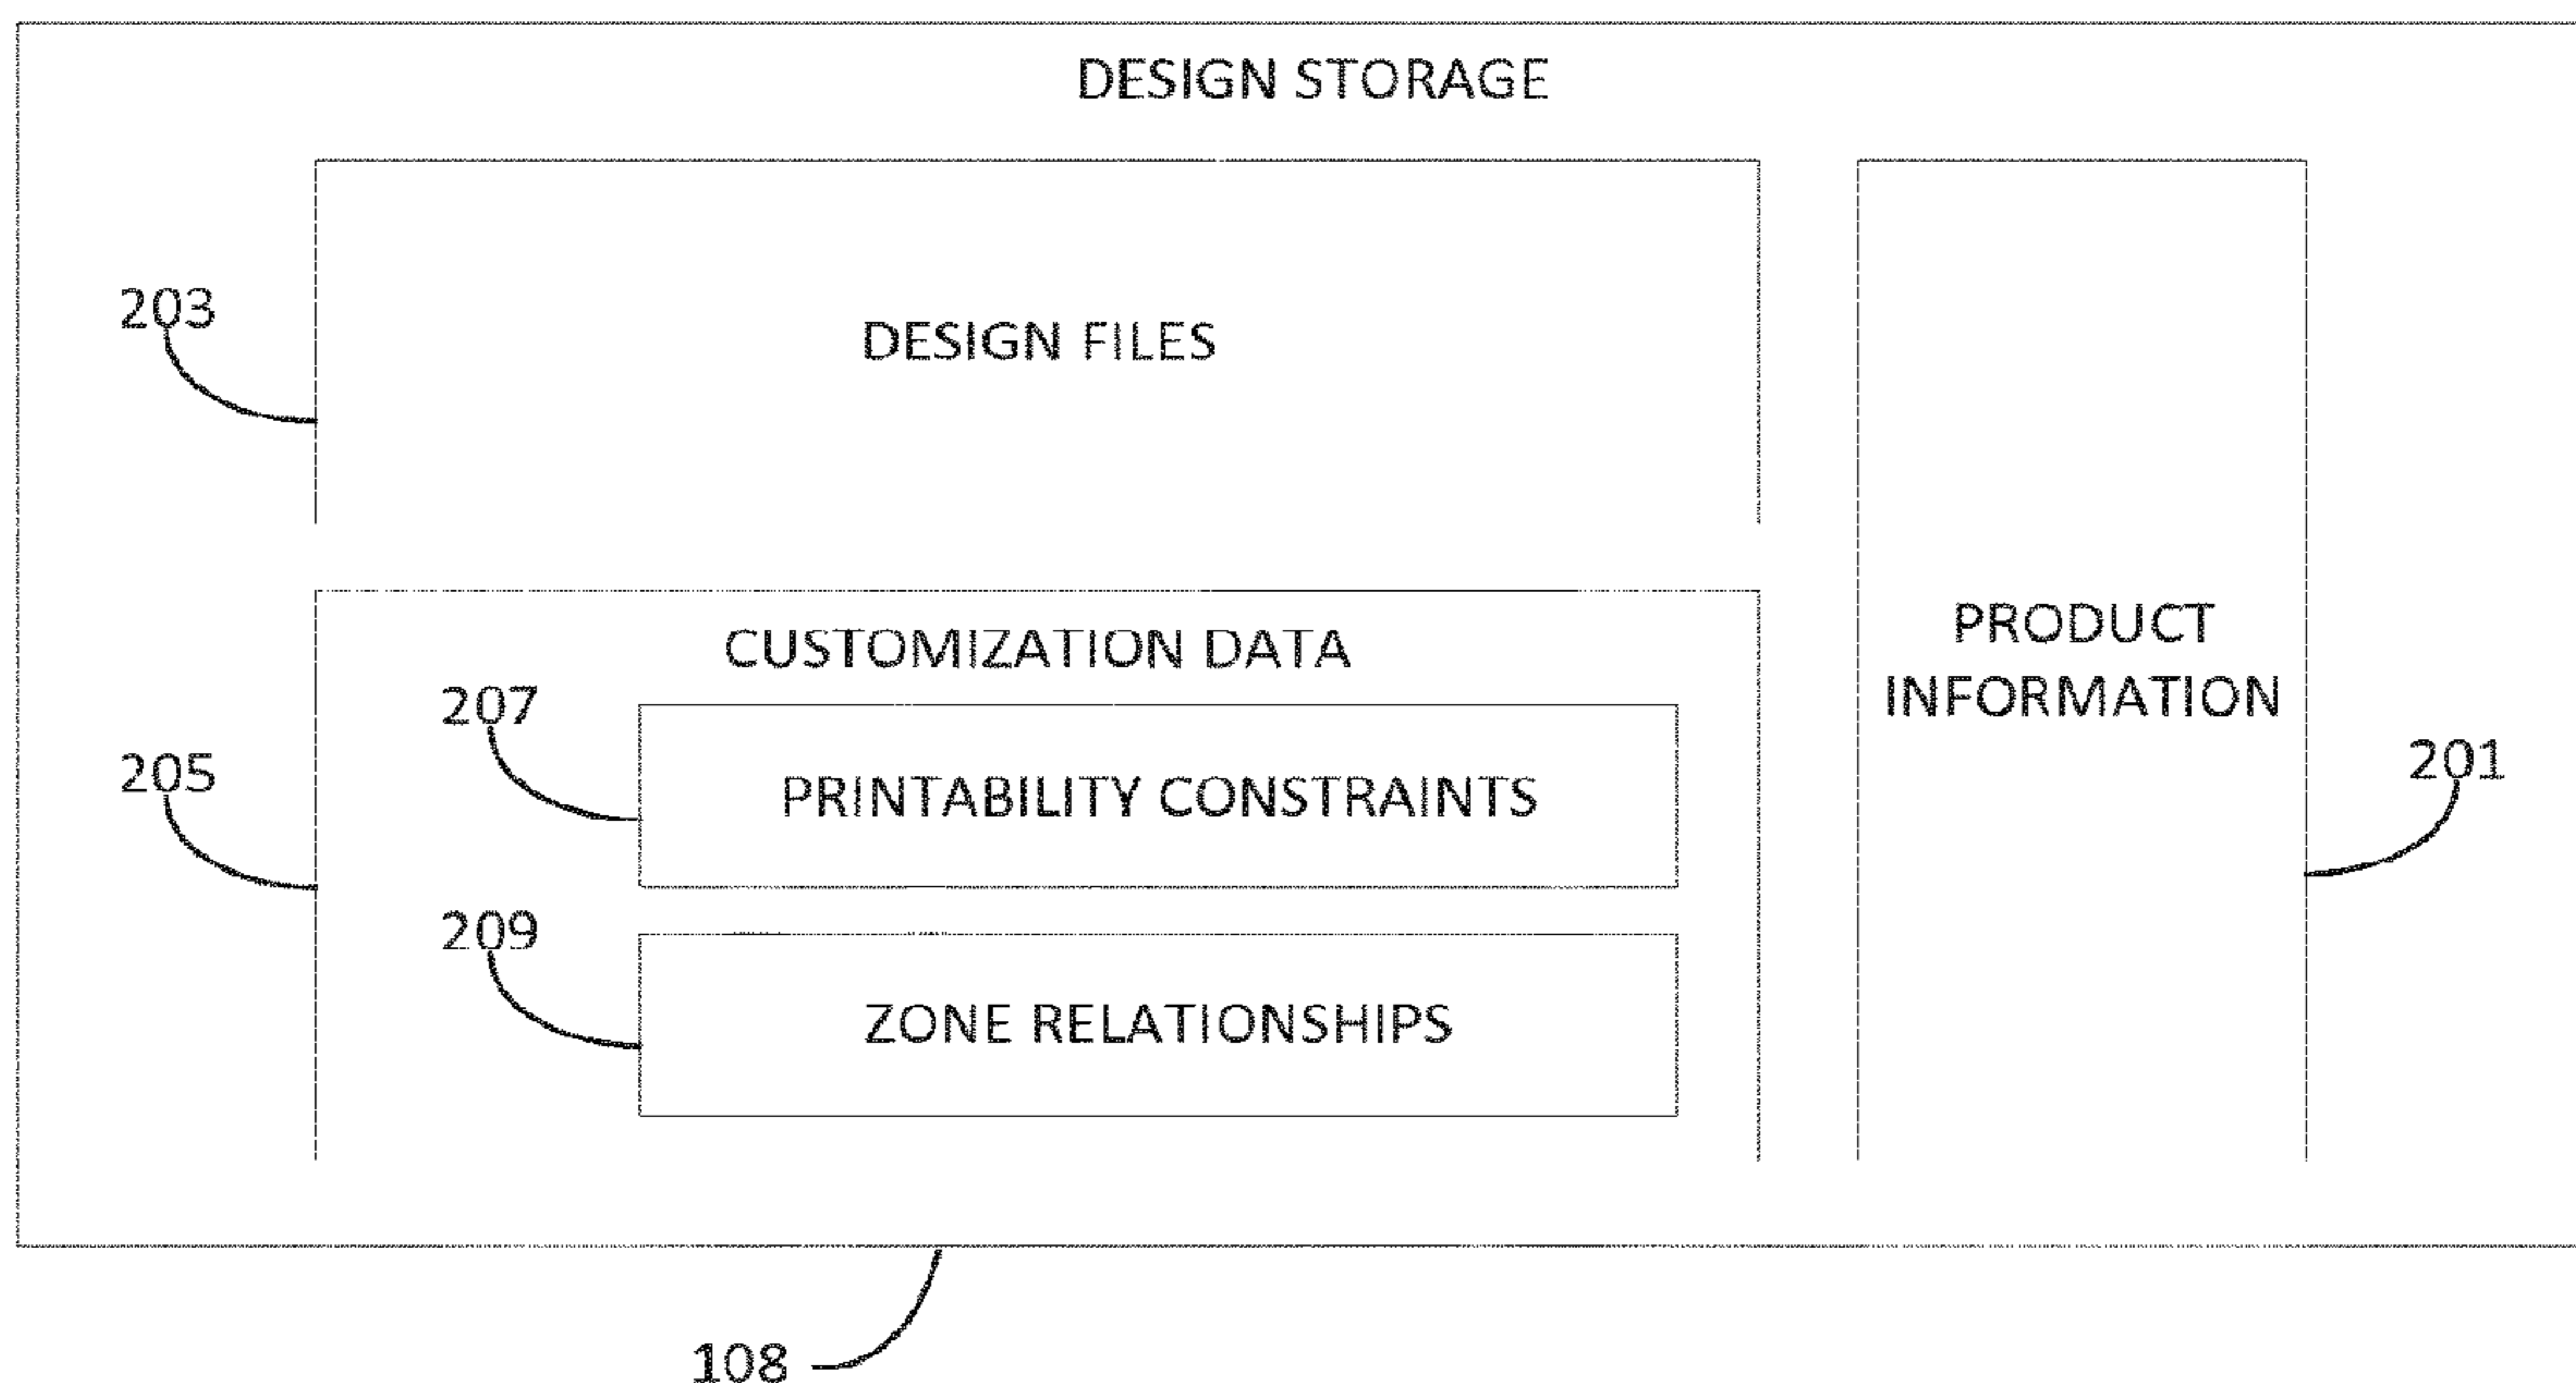 DESIGN STORAGE
203
DESIGN FILES
CUSTOMIZATION DATA
207
PRINTABILITY CONSTRAINTS
205
209
ZONE RELATIONSHIPS
PRODUCT
INFORMATION
201
108